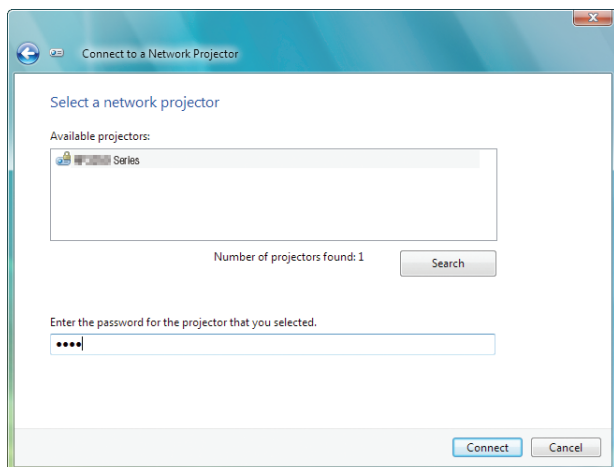 Connect to a Network Projector
Select a network projector
Available projectors:
Series
Number of projectors found: 1
Search
Enter the password for the projector that you selected.
••••
Connect
Cancel